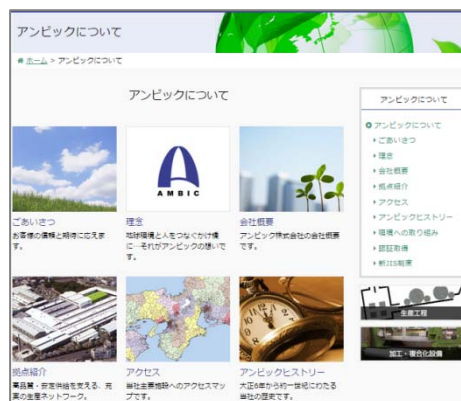 アンビックについて
ホーム > アンビックについて
アンビックについて
AMBIC
ごあいさつ
お客様の信頼と期待に応えま
す。
理念
地球環境と人をつなぐかけ橋
に―それがアンビックの想いで
す。
会社概要
アンビック株式会社の会社概要
です。
拠点紹介
高品質・安定供給を支える、充
実の生産ネットワーク。
アクセス
当社主要施設へのアクセスマッ
プです。
アンビックヒストリー
大正6年から約一世紀にわたる
当社の歴史です。
アンビックについて
アンビックについて
ごあいさつ
理念
会社概要
拠点紹介
アクセス
アンビックヒストリー
環境への取り組み
認証取得
新JIS制度
生産工程
加工・複合化設備